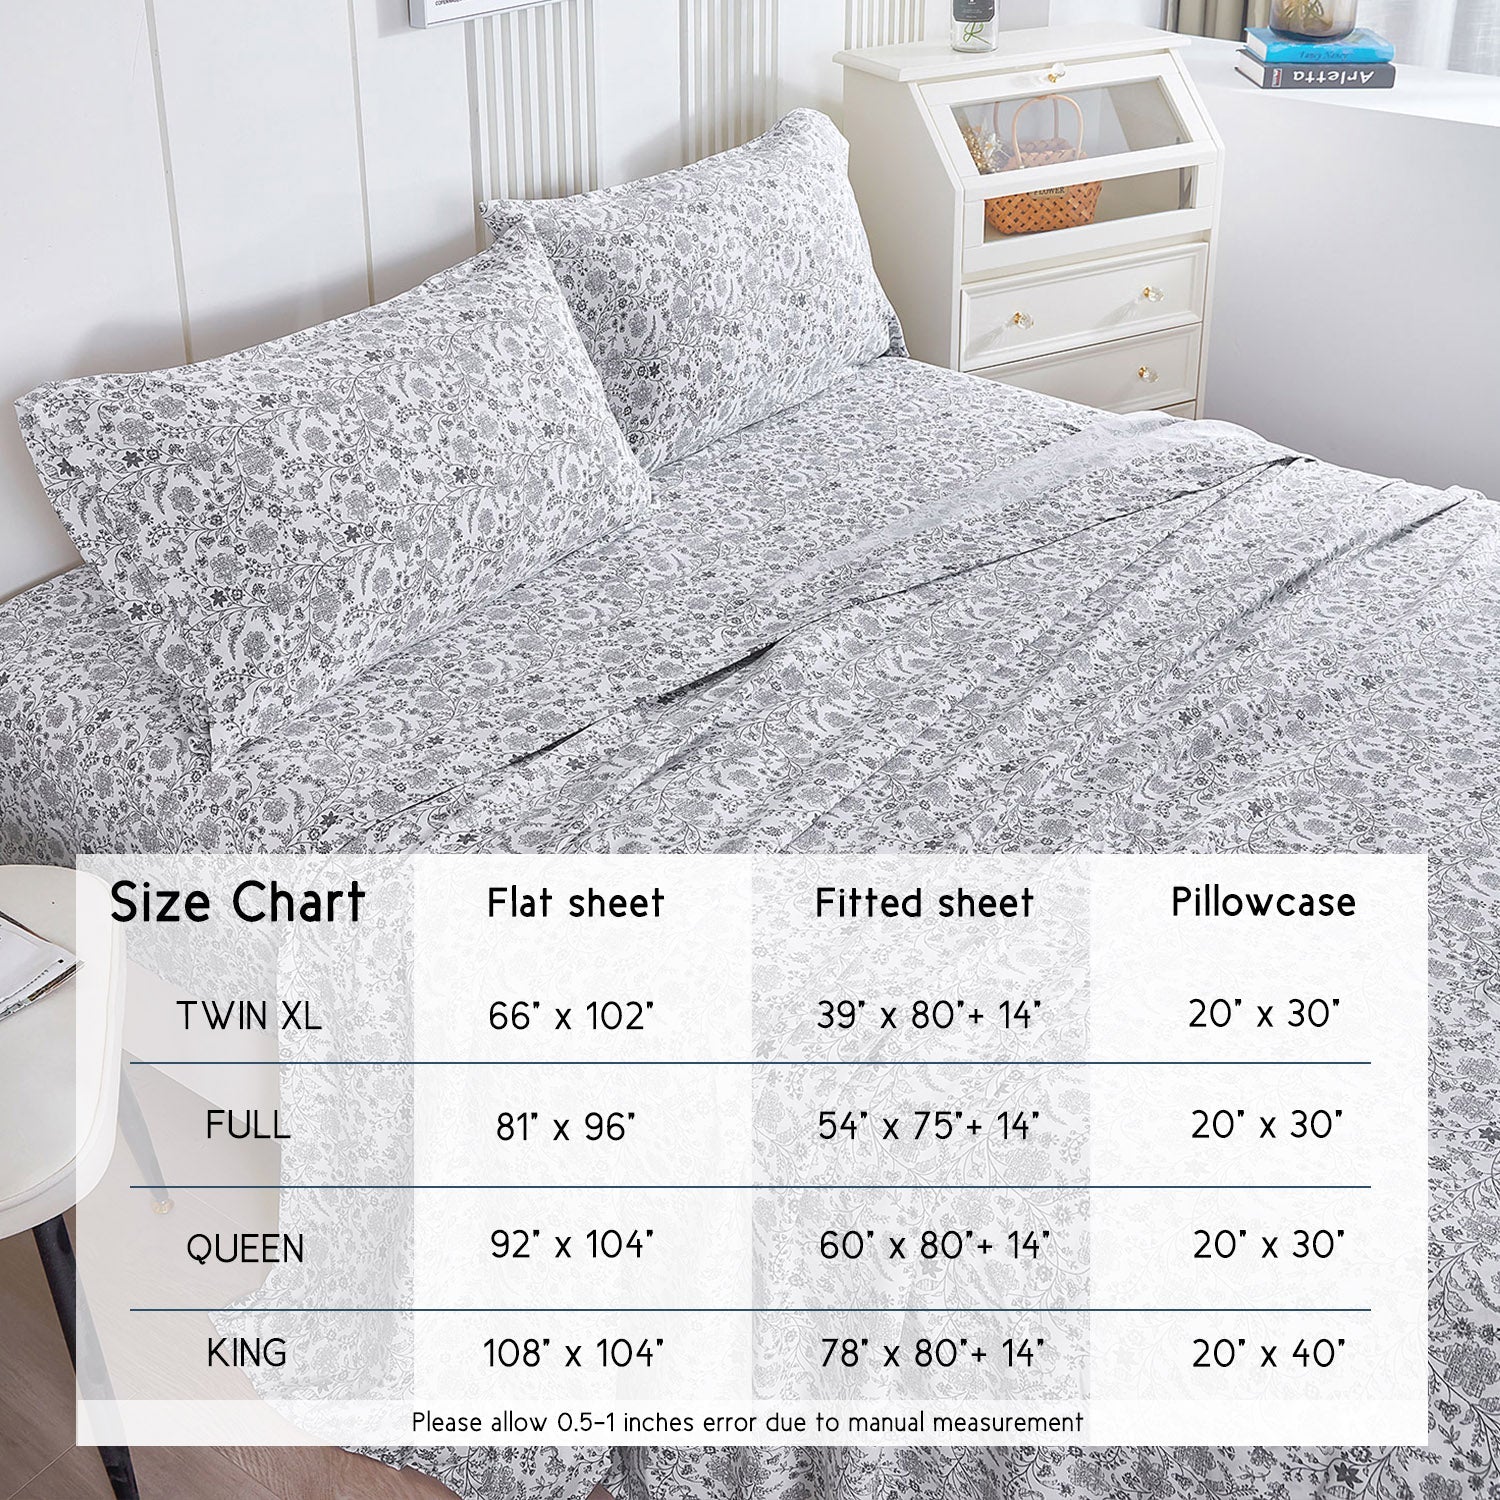 Fancy Nancy
Arletta
FLOWER
Size Chart Flat sheet Fitted sheet Pillowcase
TWIN XL 66" x 102" 39" x 80"+ 14" 20" x 30"
FULL 81" x 96" 54" x 75"+ 14" 20" x 30"
QUEEN 92" x 104" 60" x 80"+ 14" 20" x 30"
KING 108" x 104" 78" x 80"+ 14" 20" x 40"
Please allow 0.5-1 inches error due to manual measurement